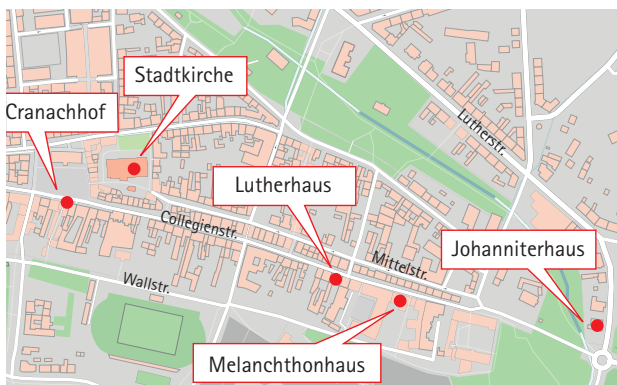 Stadtkirche
Cranachhof
Lutherstr.
Lutherhaus
Collegienstr.
Mittelstr.
Johanniterhaus
Wallstr.
Melanchthonhaus